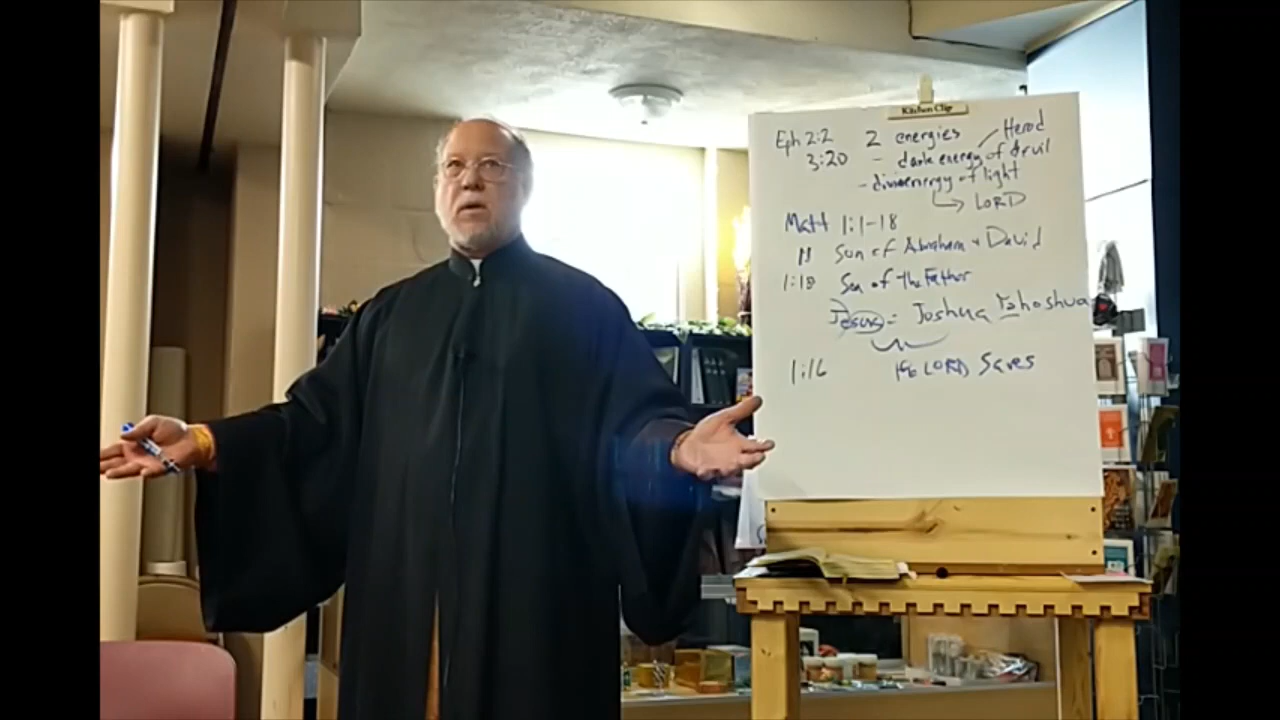 Kitchen Clip
Eph 2:2 2 energies Herod
3:20 - dark energy of devil
- divine energy of light
LORD
Matt 1:1-18
Son of Abraham + David
1:18 Son of the Father
Jesus = Joshua Yahoshua
1:16 the LORD Saves